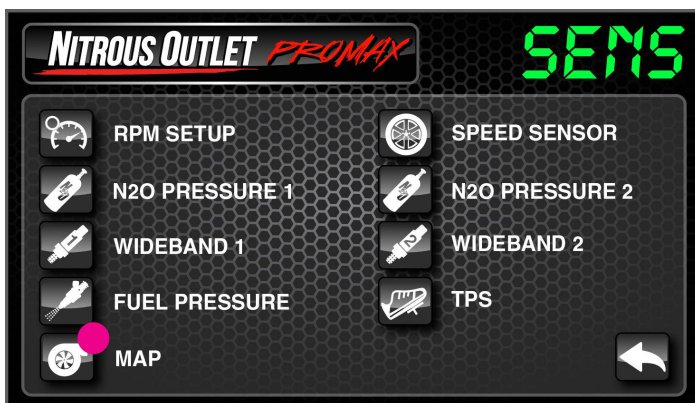 NITROUS OUTLET PROMAX
SENS
RPM SETUP
SPEED SENSOR
N2O PRESSURE 1
N2O PRESSURE 2
WIDEBAND 1
WIDEBAND 2
FUEL PRESSURE
TPS
MAP